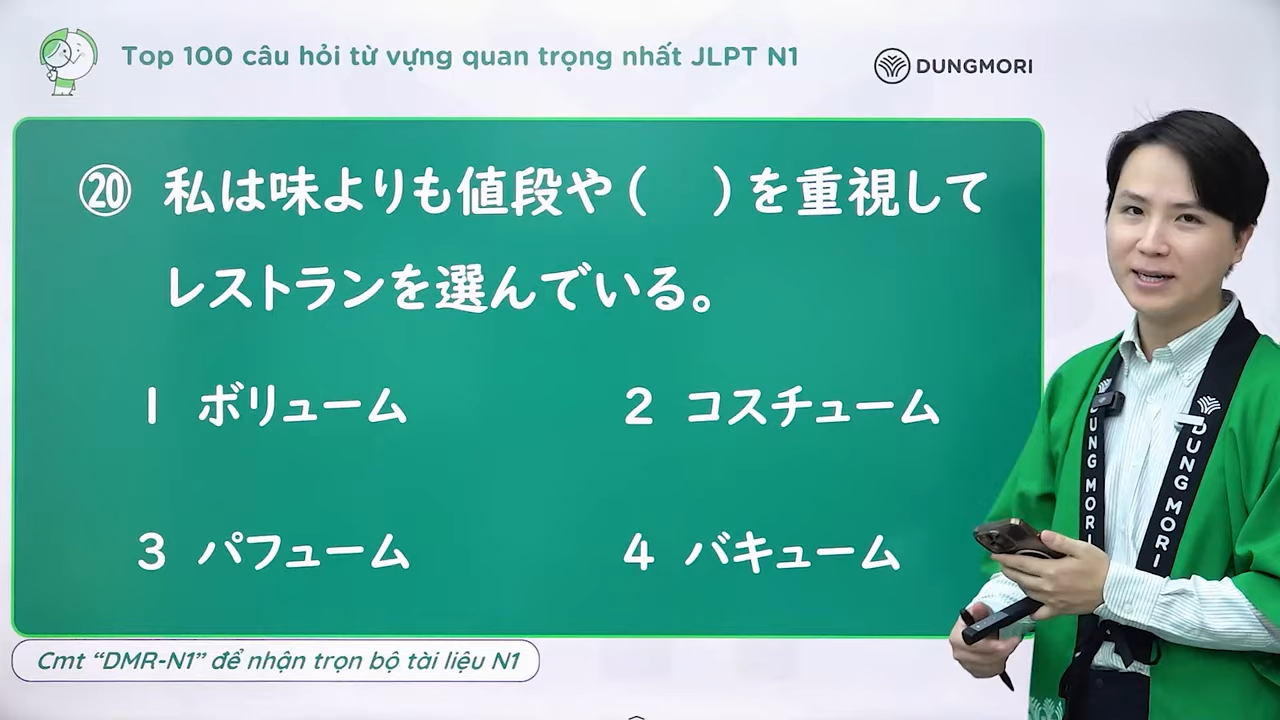 Top 100 câu hỏi từ vựng quan trọng nhất JLPT N1
DUNGMORI
⑳ 私は味よりも値段や(　)を重視して
レストランを選んでいる。
1 ボリューム
2 コスチューム
3 パフューム
4 バキューム
Cmt “DMR-N1” để nhận trọn bộ tài liệu N1
DUNG MORI
DUNG MORI